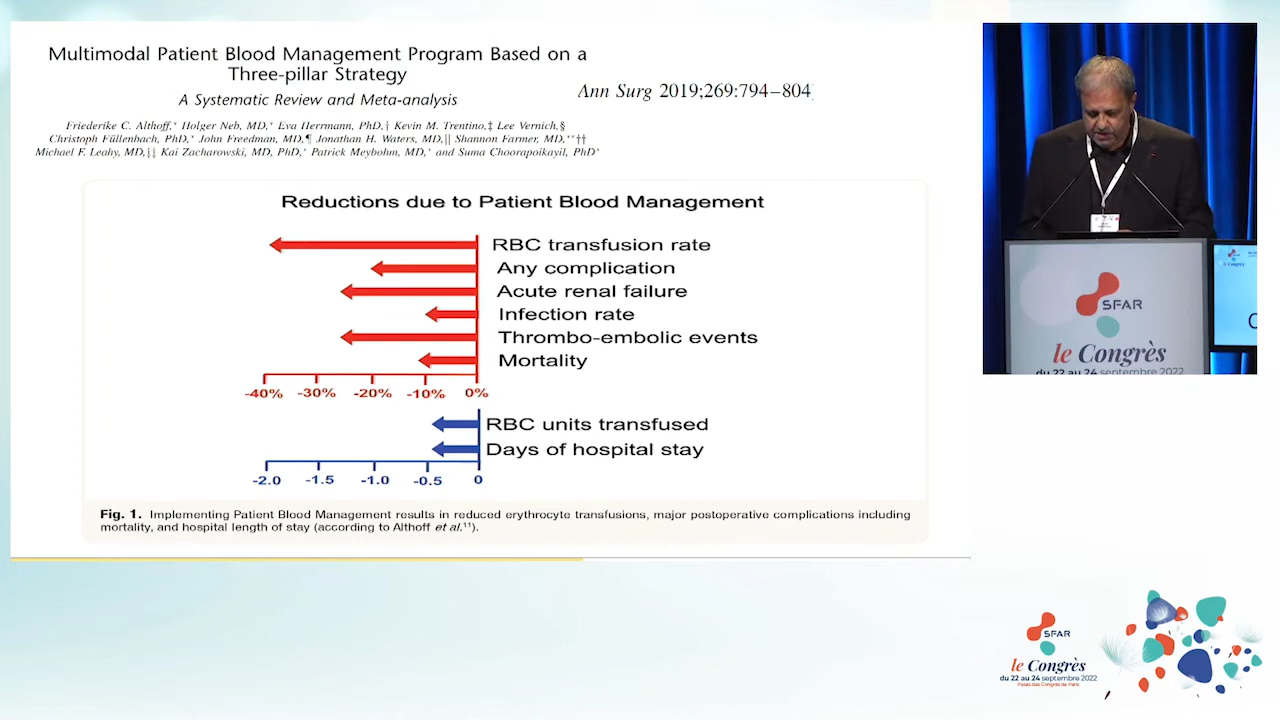 Multimodal Patient Blood Management Program Based on a
Three-pillar Strategy
A Systematic Review and Meta-analysis
Ann Surg 2019;269:794–804
Friederike C. Althoff,* Holger Neb, MD,* Eva Herrmann, PhD,† Kevin M. Trentino,‡ Lee Vernich,§
Christoph Füllenbach, PhD,* John Freedman, MD,¶ Jonathan H. Waters, MD,|| Shannon Farmer, MD,**††
Michael F. Leahy, MD,‡‡ Kai Zacharowski, MD, PhD,* Patrick Meybohm, MD,* and Suma Choorapoikayil, PhD*
Reductions due to Patient Blood Management
RBC transfusion rate
Any complication
Acute renal failure
Infection rate
Thrombo-embolic events
Mortality
-40% -30% -20% -10% 0%
RBC units transfused
Days of hospital stay
-2.0 -1.5 -1.0 -0.5 0
Fig. 1. Implementing Patient Blood Management results in reduced erythrocyte transfusions, major postoperative complications including
mortality, and hospital length of stay (according to Althoff et al.¹¹).
SFAR
le Congrès
du 22 au 24 septembre 2022
le Congrès
SFAR
le Congrès
du 22 au 24 septembre 2022
Palais des Congrès de Paris